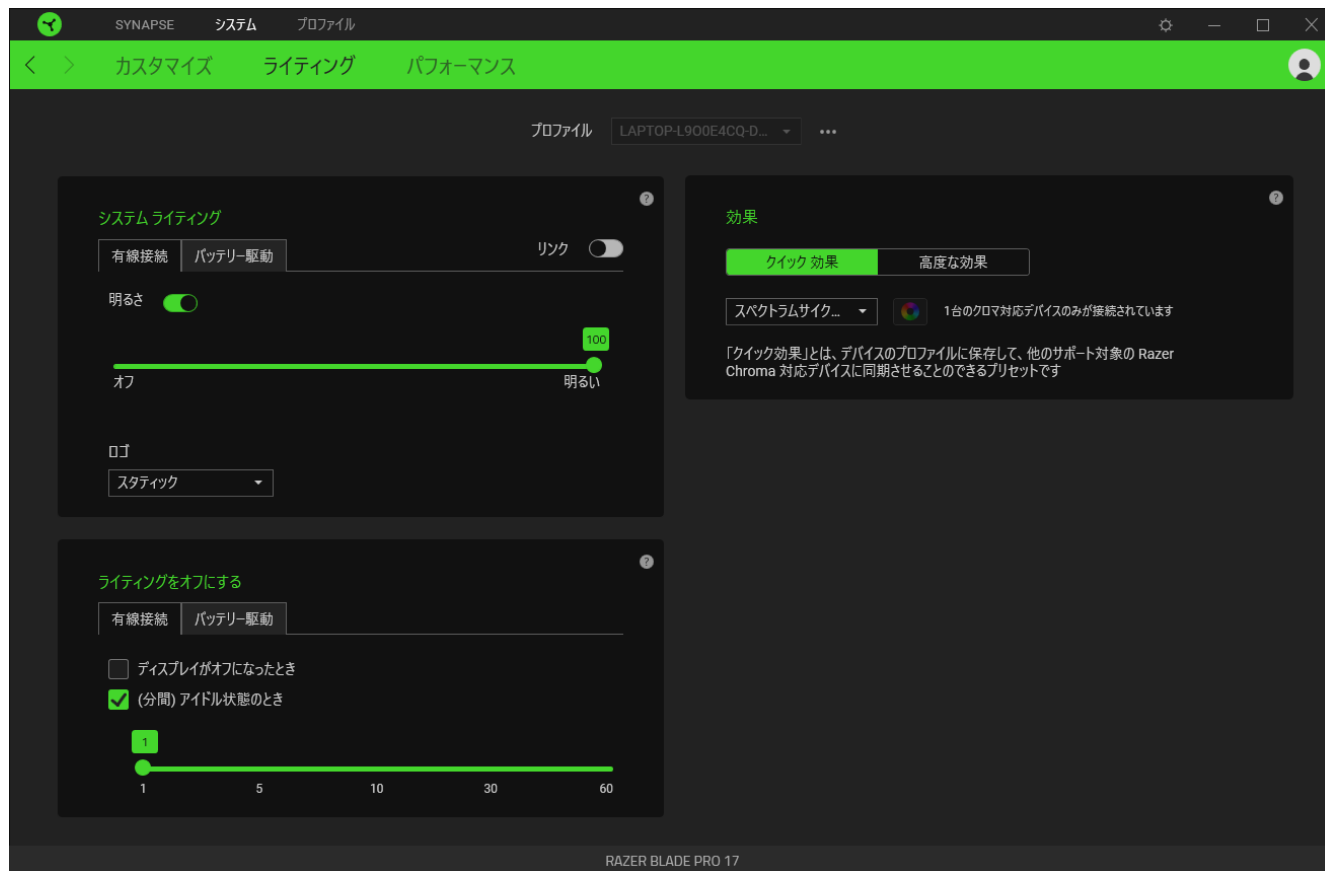 SYNAPSE システム プロファイル
カスタマイズ ライティング パフォーマンス
プロファイル LAPTOP-L9O0E4CQ-D...
システム ライティング
有線接続 バッテリー駆動 リンク
明るさ
100
オフ 明るい
ロゴ
スタティック
効果
クイック 効果 高度な効果
スペクトラムサイク... 1台のクロマ対応デバイスのみが接続されています
「クイック効果」とは、デバイスのプロファイルに保存して、他のサポート対象の Razer
Chroma 対応デバイスに同期させることのできるプリセットです
ライティングをオフにする
有線接続 バッテリー駆動
ディスプレイがオフになったとき
(分間) アイドル状態のとき
1
1 5 10 30 60
RAZER BLADE PRO 17